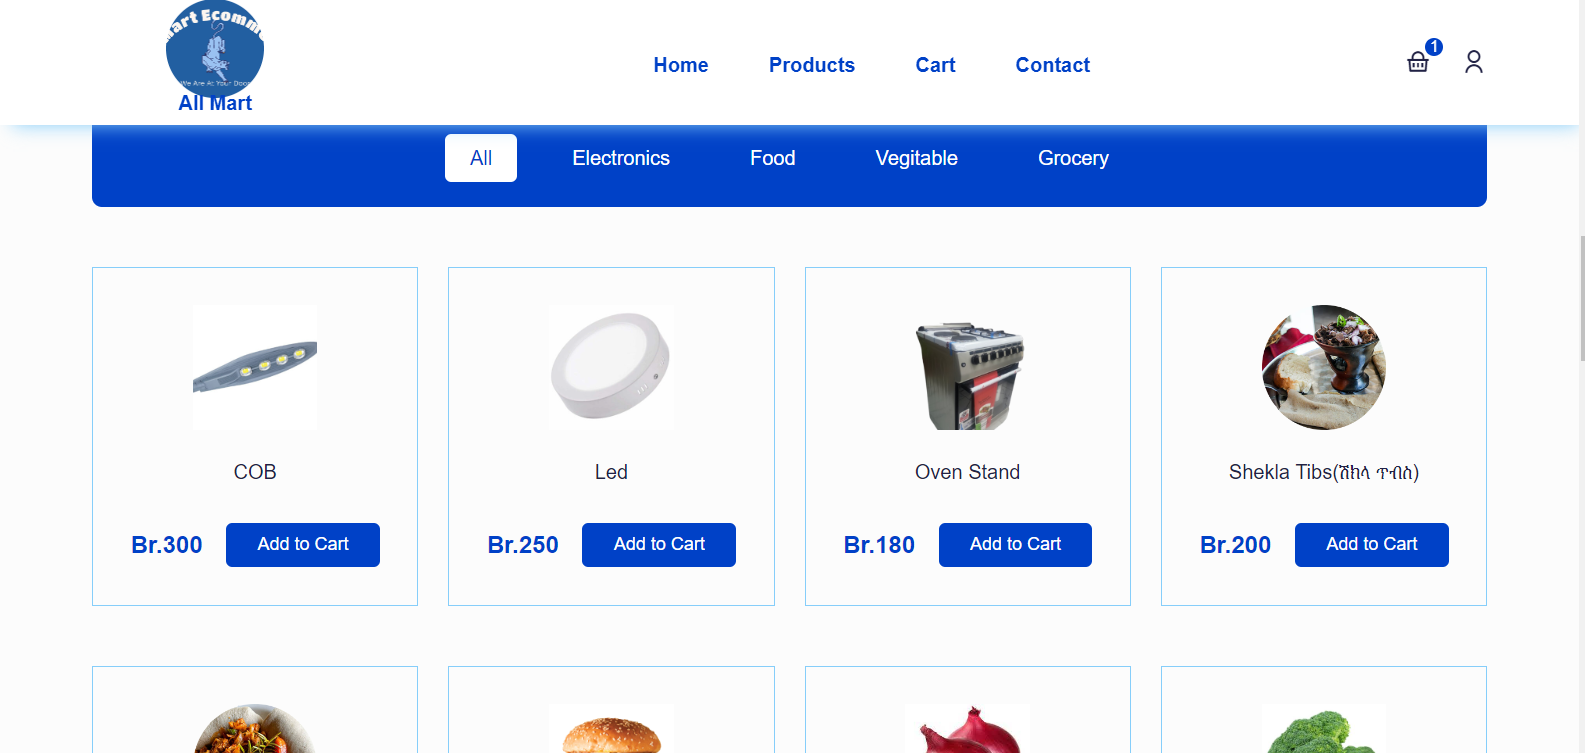 art Ecomm
We Are At Your Door
All Mart
Home
Products
Cart
Contact
1
All
Electronics
Food
Vegitable
Grocery
COB
Led
Oven Stand
Shekla Tibs(ሸክላ ጥብስ)
Br.300
Add to Cart
Br.250
Add to Cart
Br.180
Add to Cart
Br.200
Add to Cart